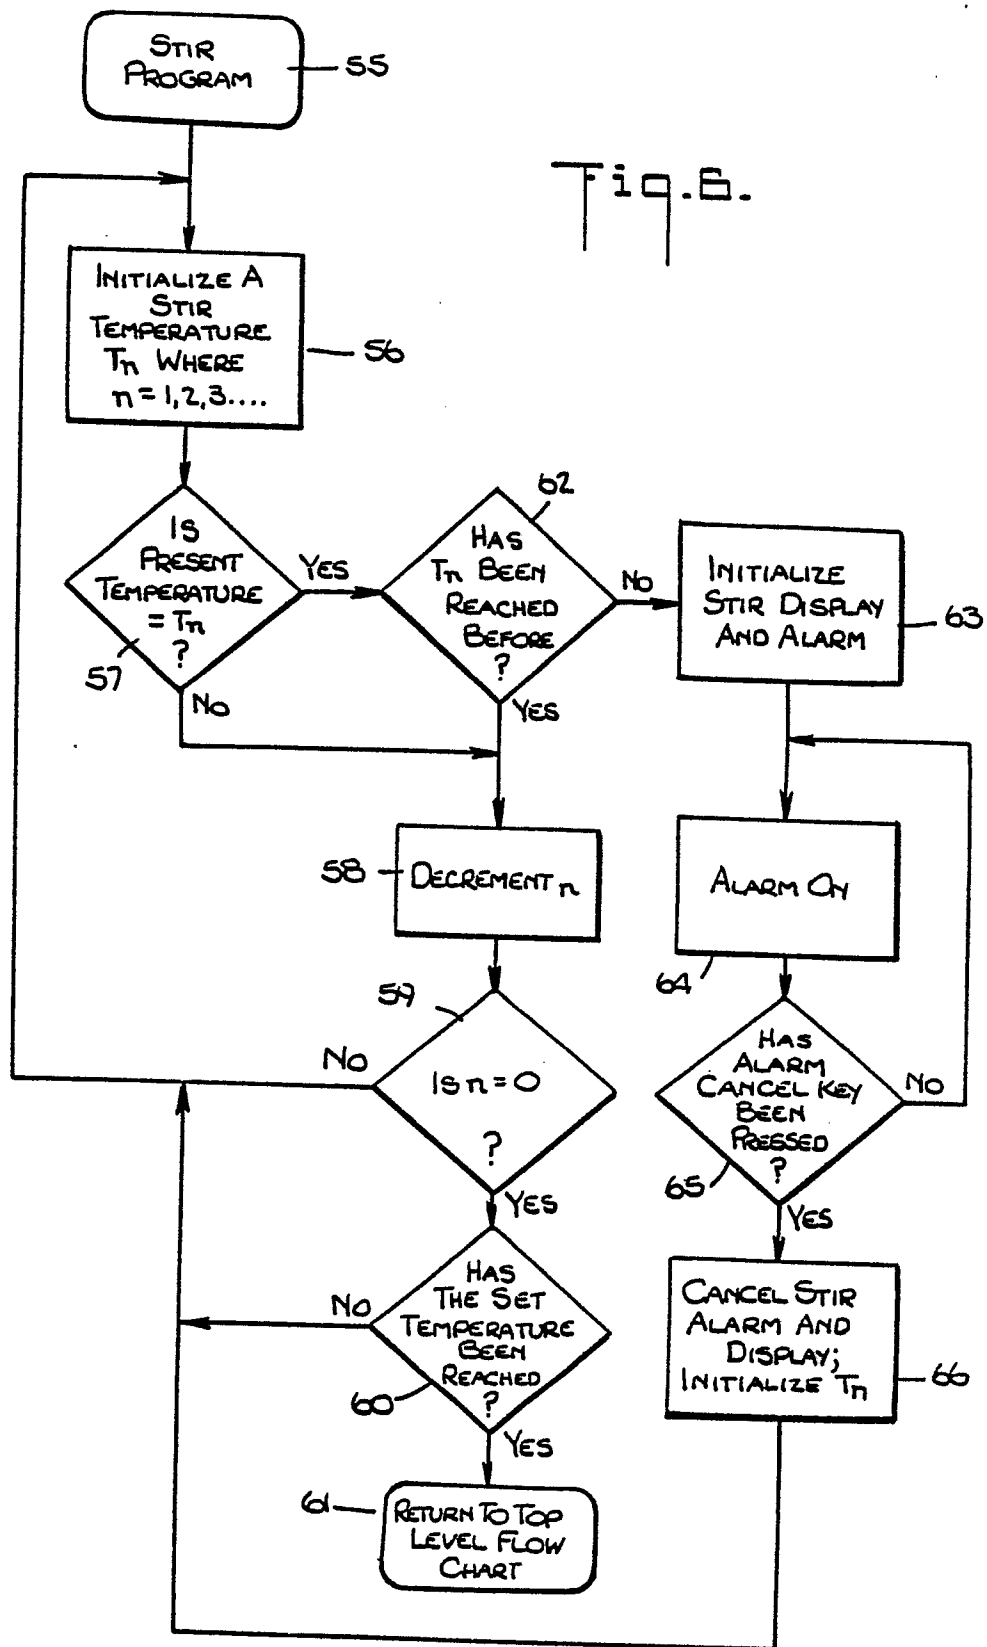 STIR
PROGRAM
55
Fig.6.
INITIALIZE A
STIR
TEMPERATURE
Tn WHERE
n = 1,2,3....
56
IS
PRESENT
TEMPERATURE
= Tn
?
57
YES
NO
62
HAS
Tn BEEN
REACHED
BEFORE
?
NO
YES
INITIALIZE
STIR DISPLAY
AND ALARM
63
58
DECREMENT n
ALARM ON
64
59
NO
IS n = 0
?
YES
HAS
ALARM
CANCEL KEY
BEEN
PRESSED
?
65
NO
YES
HAS
THE SET
TEMPERATURE
BEEN
REACHED
?
60
NO
YES
CANCEL STIR
ALARM AND
DISPLAY;
INITIALIZE Tn
66
61
RETURN TO TOP
LEVEL FLOW
CHART